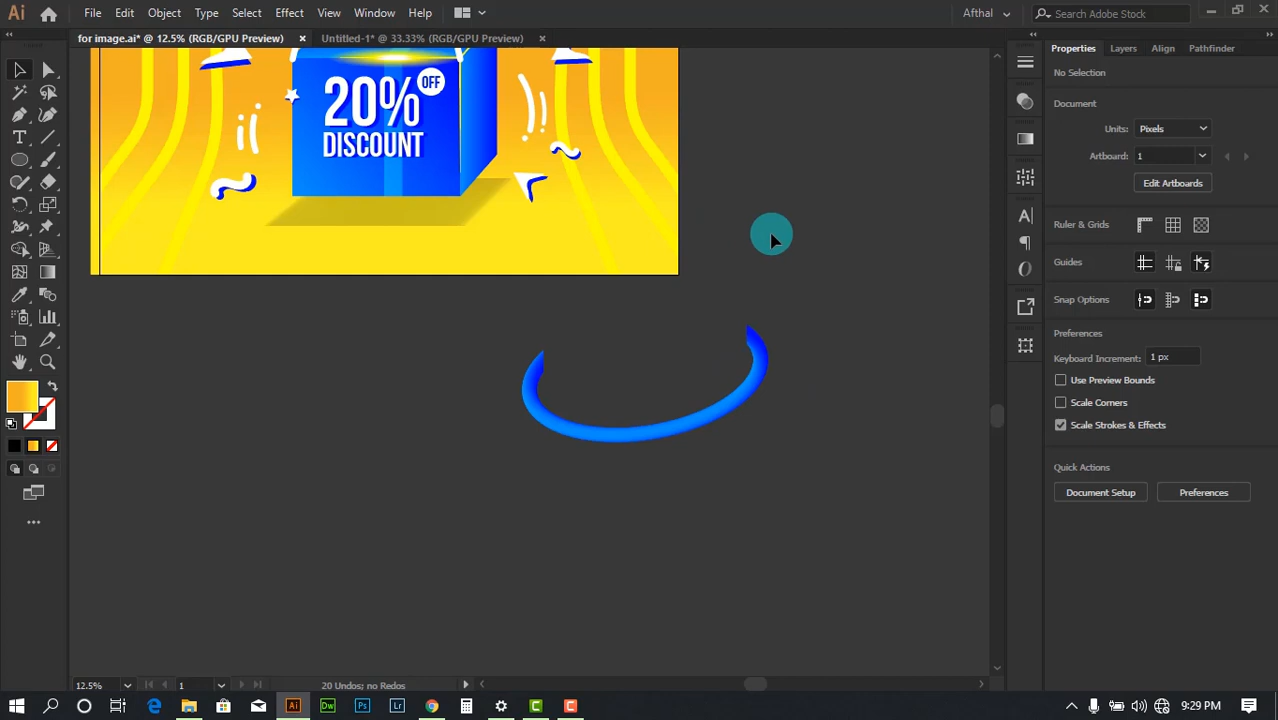 Ai
File Edit Object Type Select Effect View Window Help
Afthal
Search Adobe Stock
for image.ai* @ 12.5% (RGB/GPU Preview)
Untitled-1* @ 33.33% (RGB/GPU Preview)
Properties Layers Align Pathfinder
No Selection
Document
Units: Pixels
Artboard: 1
Edit Artboards
Ruler & Grids
Guides
Snap Options
Preferences
Keyboard Increment: 1 px
Use Preview Bounds
Scale Corners
Scale Strokes & Effects
Quick Actions
Document Setup Preferences
20% OFF
DISCOUNT
12.5% 1 20 Undos; no Redos
Ai Dw Ps Lr
9:29 PM